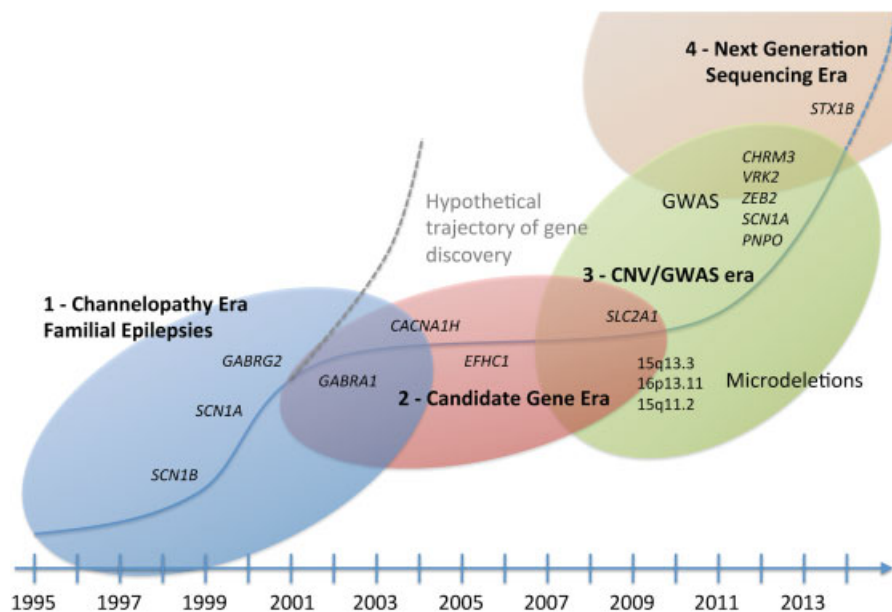 4 - Next Generation
Sequencing Era
STX1B
CHRM3
VRK2
ZEB2
SCN1A
PNPO
GWAS
Hypothetical
trajectory of gene
discovery
3 - CNV/GWAS era
1 - Channelopathy Era
Familial Epilepsies
CACNA1H
SLC2A1
GABRG2
EFHC1
GABRA1
15q13.3
16p13.11
15q11.2
Microdeletions
2 - Candidate Gene Era
SCN1A
SCN1B
1995 1997 1999 2001 2003 2005 2007 2009 2011 2013